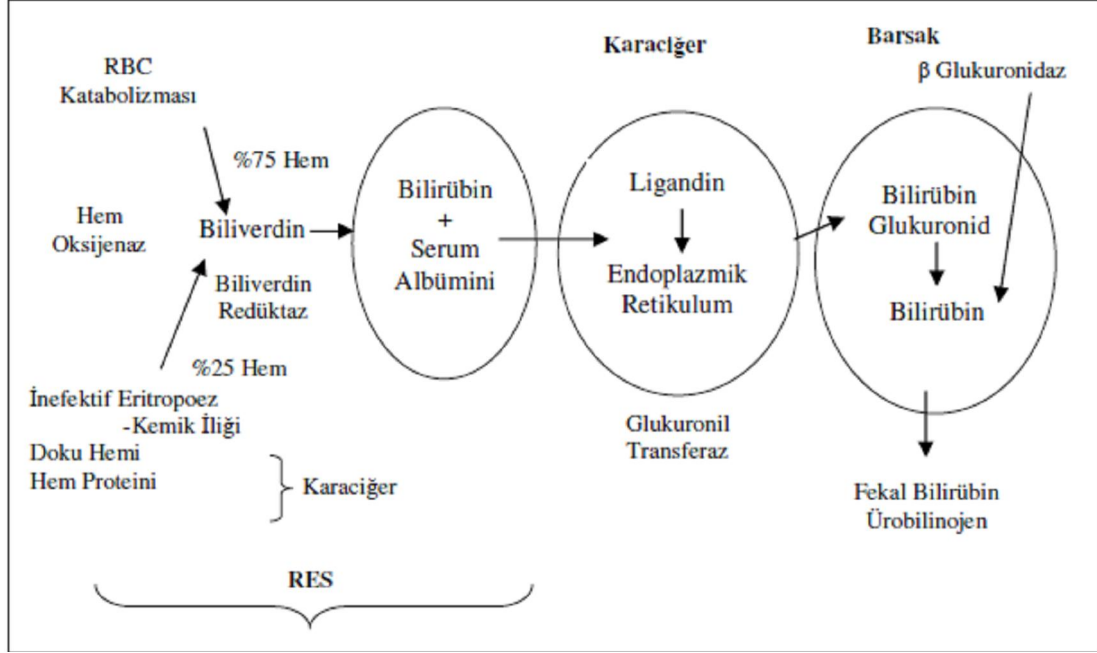 RBC
Katabolizması
%75 Hem
Hem
Oksijenaz
Biliverdin
Biliverdin
Redüktaz
%25 Hem
İnefektif Eritropoez
-Kemik İliği
Doku Hemi
Hem Proteini
Karaciğer
RES
Bilirübin
+
Serum
Albümini
Karaciğer
Ligandin
Endoplazmik
Retikulum
Glukuronil
Transferaz
Barsak
β Glukuronidaz
Bilirübin
Glukuronid
Bilirübin
Fekal Bilirübin
Ürobilinojen